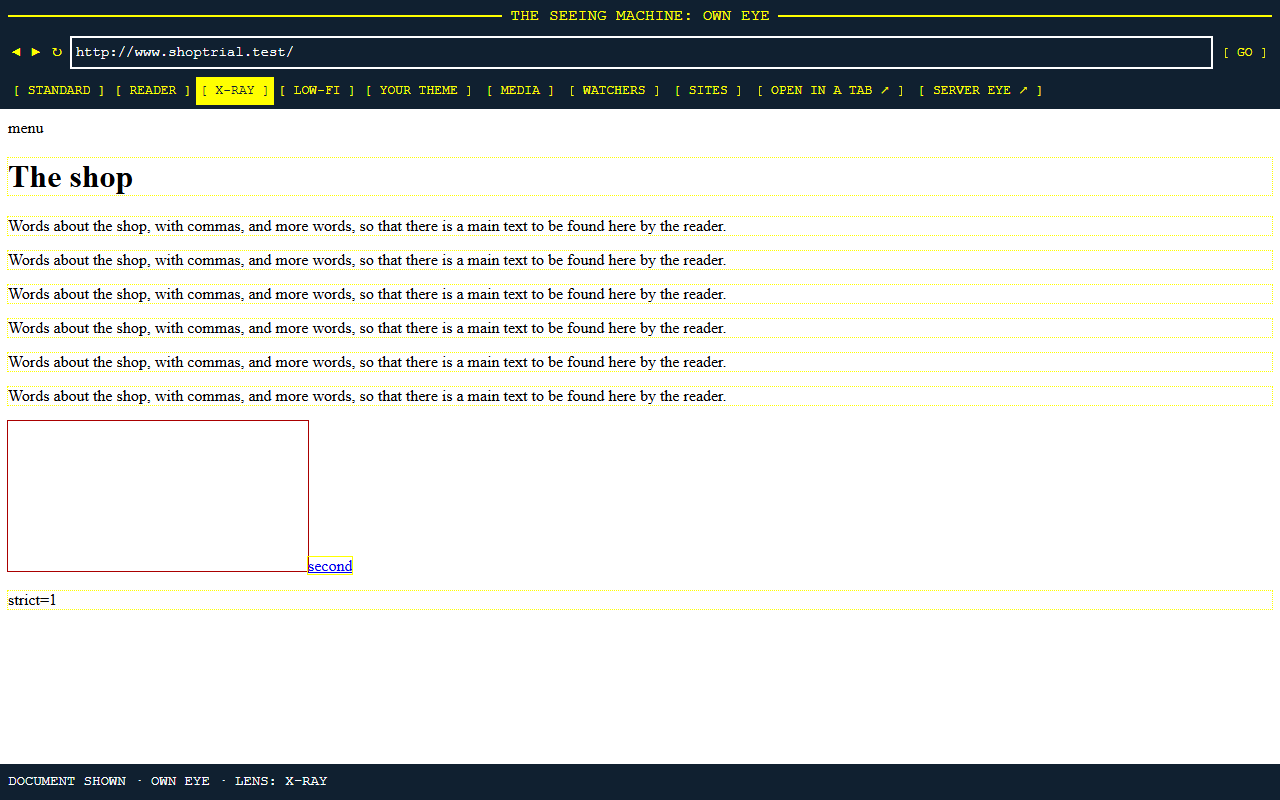 THE SEEING MACHINE: OWN EYE
◄ ► ↻ http://www.shoptrial.test/ [ GO ]
[ STANDARD ] [ READER ] [ X-RAY ] [ LOW-FI ] [ YOUR THEME ] [ MEDIA ] [ WATCHERS ] [ SITES ] [ OPEN IN A TAB ↗ ] [ SERVER EYE ↗ ]
menu
The shop
Words about the shop, with commas, and more words, so that there is a main text to be found here by the reader.
Words about the shop, with commas, and more words, so that there is a main text to be found here by the reader.
Words about the shop, with commas, and more words, so that there is a main text to be found here by the reader.
Words about the shop, with commas, and more words, so that there is a main text to be found here by the reader.
Words about the shop, with commas, and more words, so that there is a main text to be found here by the reader.
Words about the shop, with commas, and more words, so that there is a main text to be found here by the reader.
second
strict=1
DOCUMENT SHOWN · OWN EYE · LENS: X-RAY